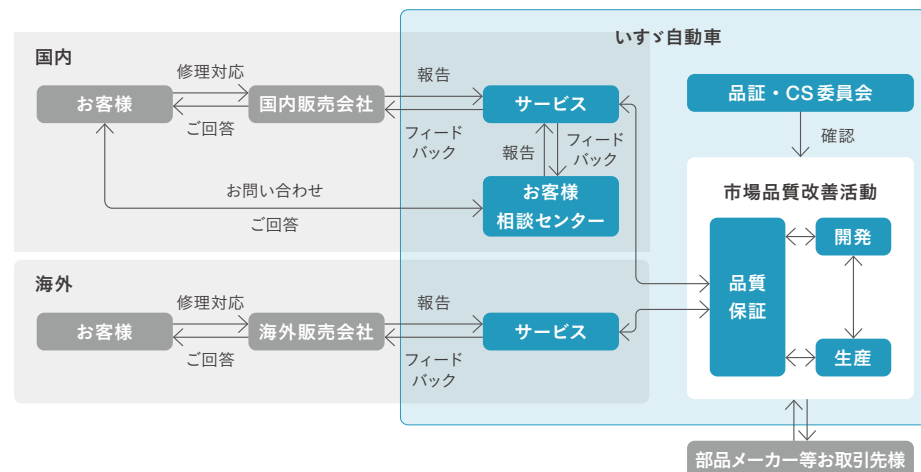 いすゞ自動車
国内
お客様
修理対応
ご回答
国内販売会社
報告
フィード
バック
サービス
報告
フィード
バック
お問い合わせ
ご回答
お客様
相談センター
品証・CS委員会
確認
市場品質改善活動
品質
保証
開発
生産
海外
お客様
修理対応
ご回答
海外販売会社
報告
フィード
バック
サービス
部品メーカー等お取引先様